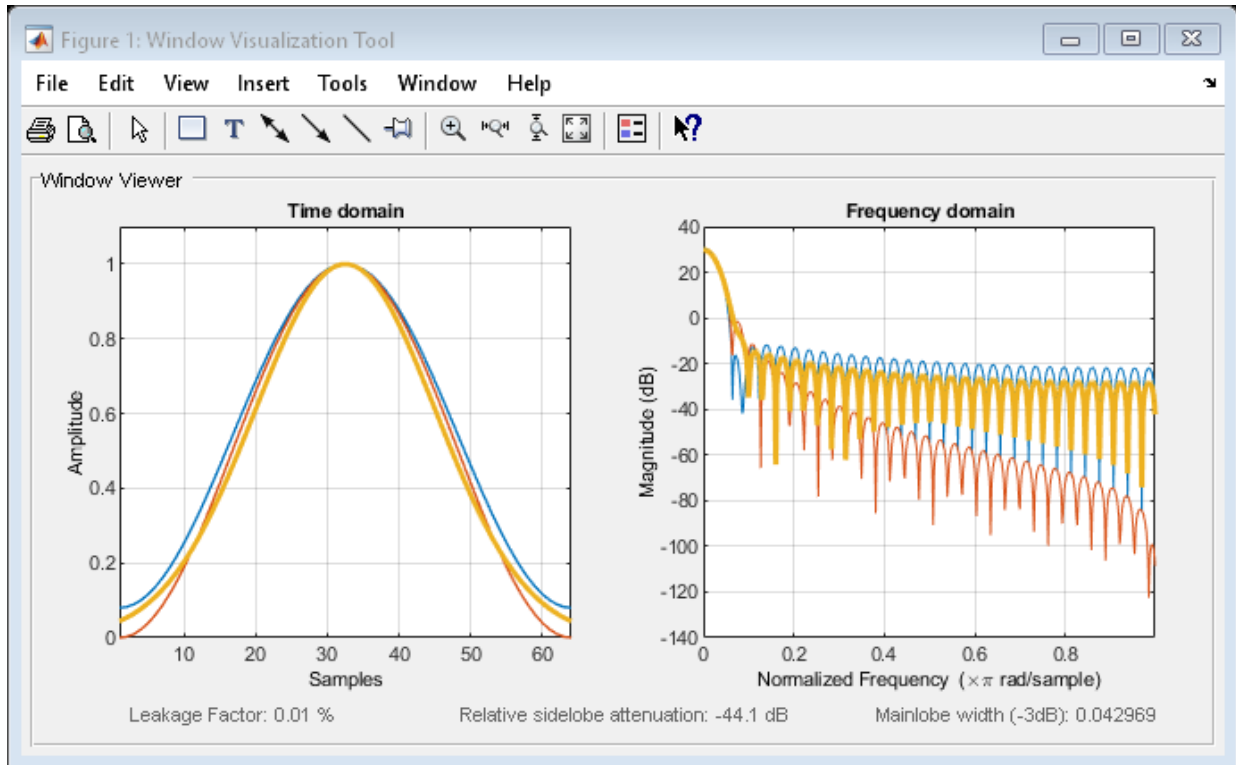 Figure 1: Window Visualization Tool
File Edit View Insert Tools Window Help
T
?
Window Viewer
Time domain
1
0.8
0.6
0.4
0.2
0
Amplitude
10 20 30 40 50 60
Samples
Frequency domain
40
20
0
-20
-40
-60
-80
-100
-120
-140
Magnitude (dB)
0 0.2 0.4 0.6 0.8
Normalized Frequency (×π rad/sample)
Leakage Factor: 0.01 % Relative sidelobe attenuation: -44.1 dB Mainlobe width (-3dB): 0.042969